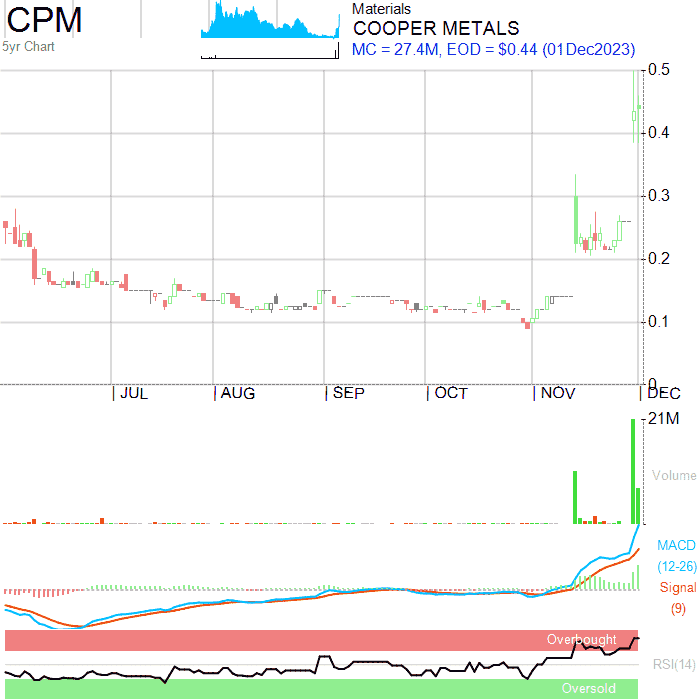 CPM
5yr Chart
Materials
COOPER METALS
MC = 27.4M, EOD = $0.44 (01Dec2023)
0.5
0.4
0.3
0.2
0.1
0
JUL AUG SEP OCT NOV DEC
21M
Volume
MACD
(12-26)
Signal
(9)
Overbought
RSI(14)
Oversold